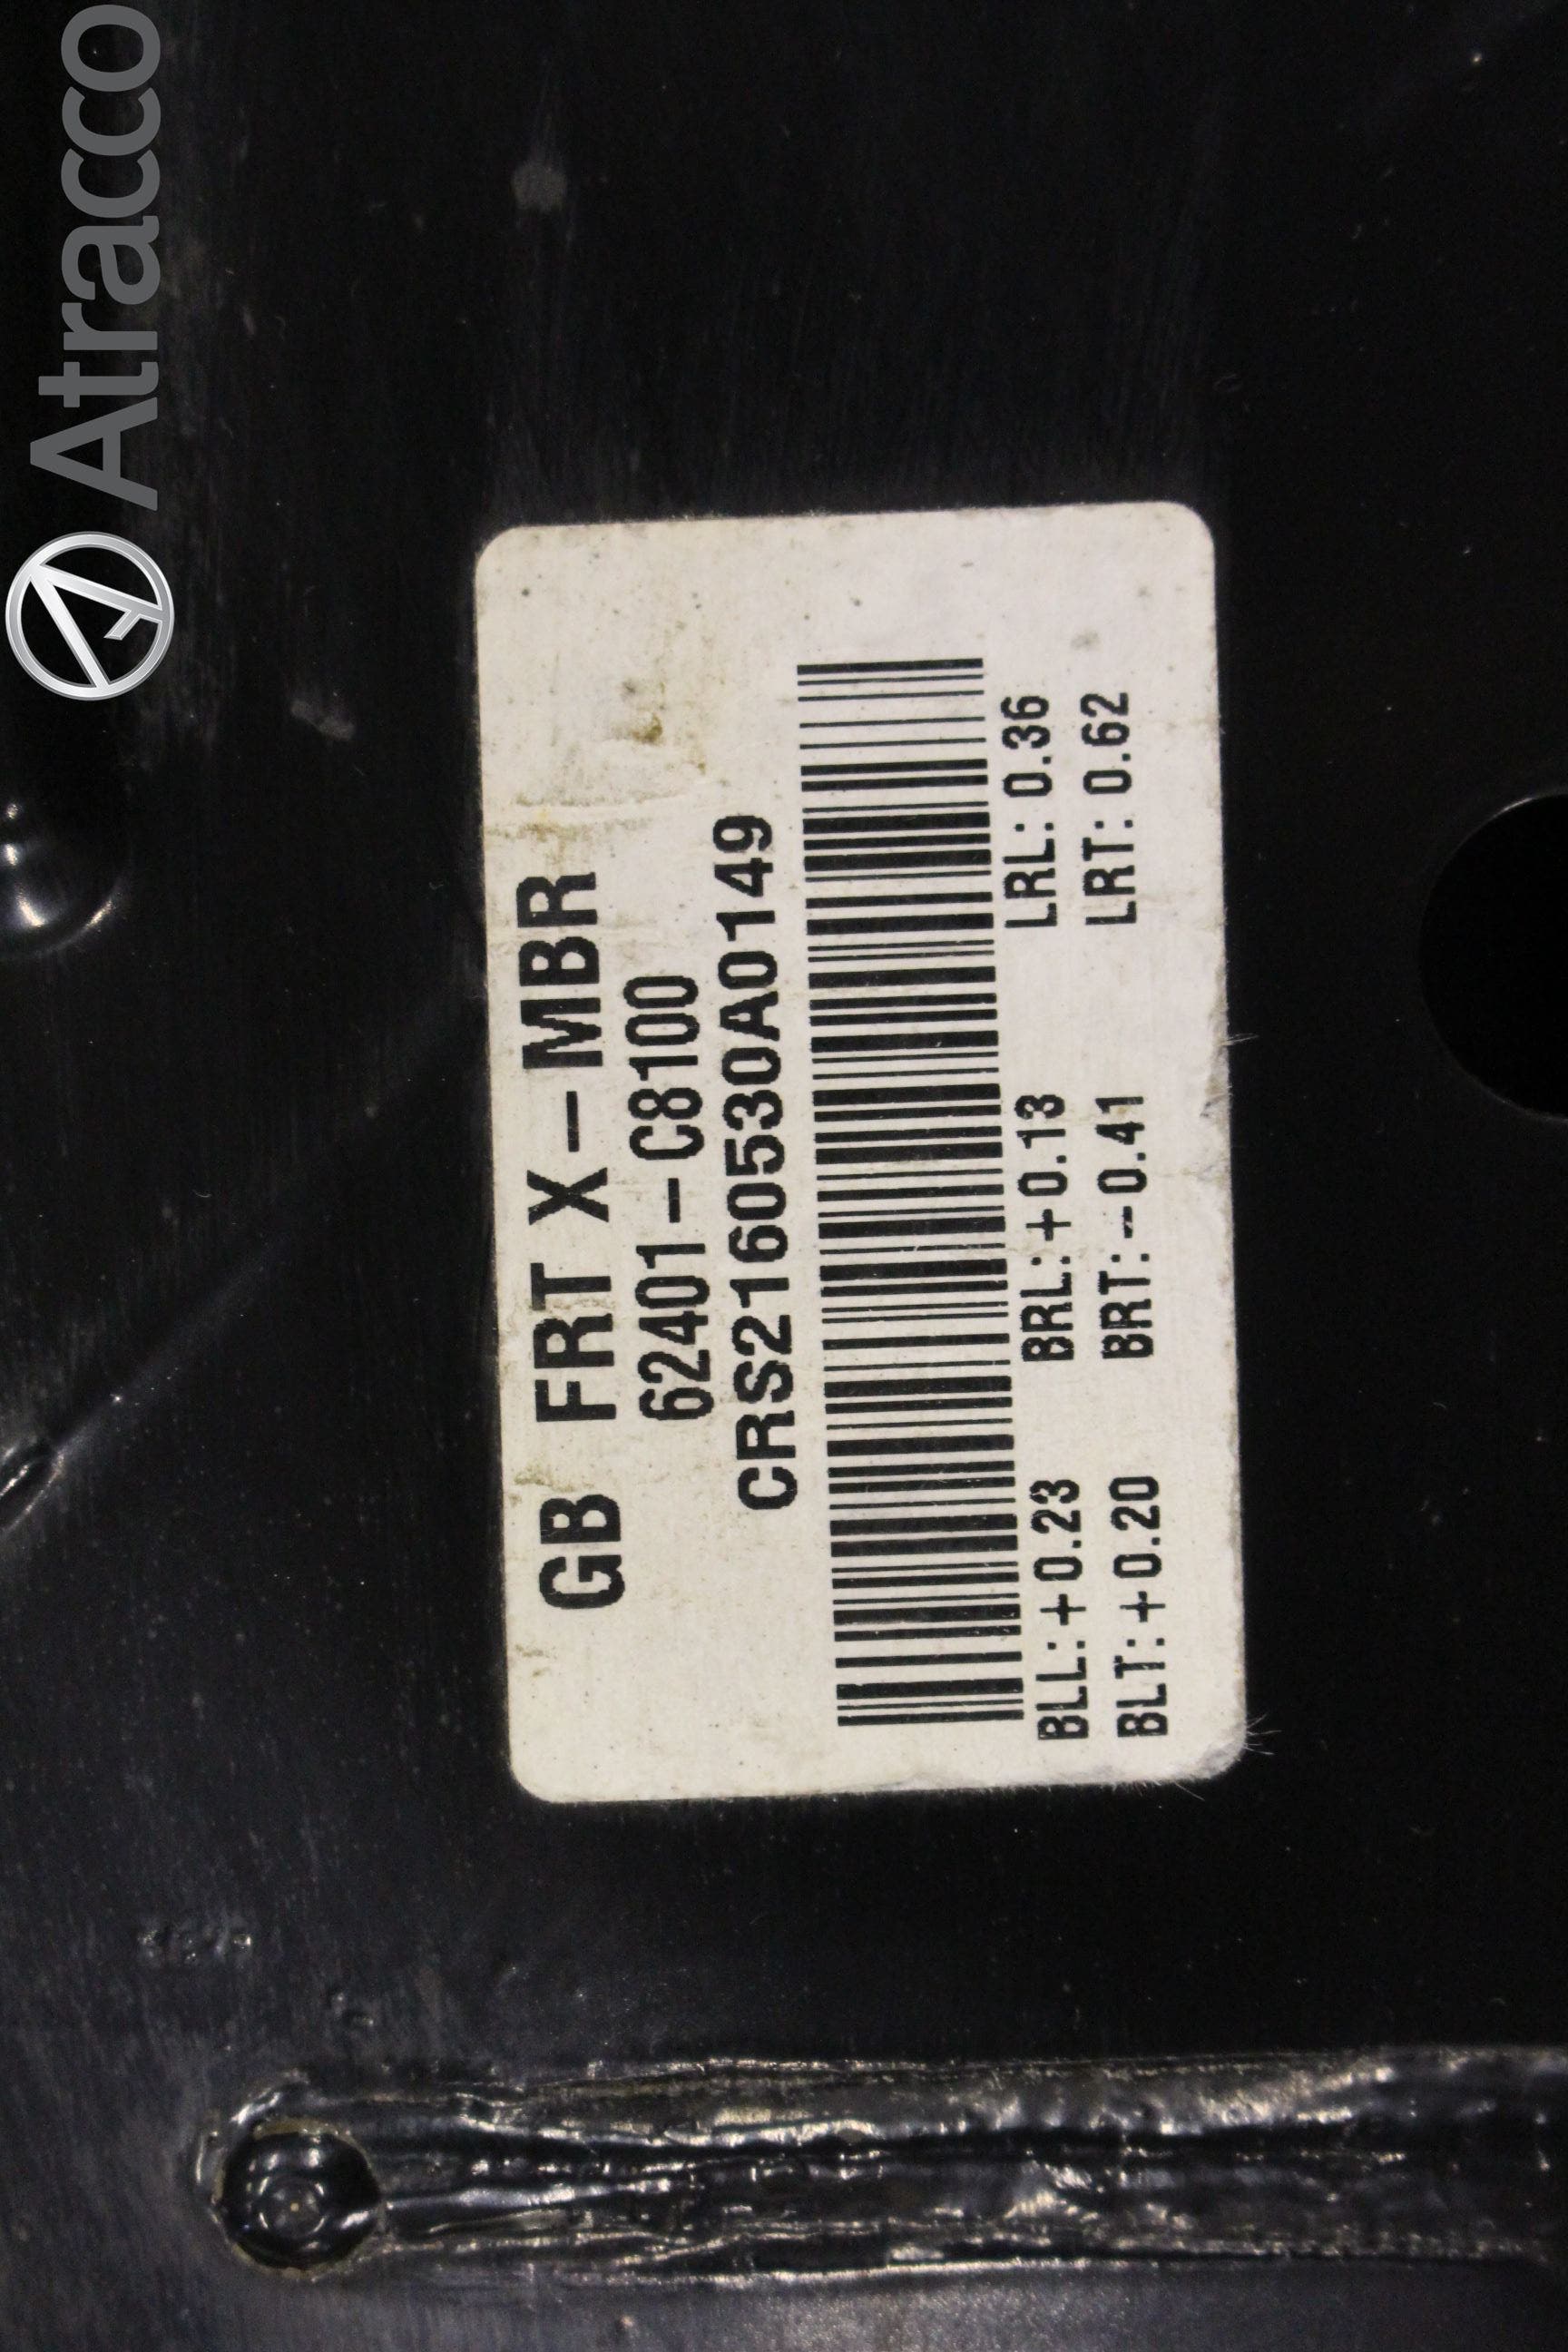 Atracco
GB FRT X-MBR
62401-C8100
CRS2160530A0149
BLL:+0.23 BRL:+0.13 LRL:0.36
BLT:+0.20 BRT:-0.41 LRT:0.62